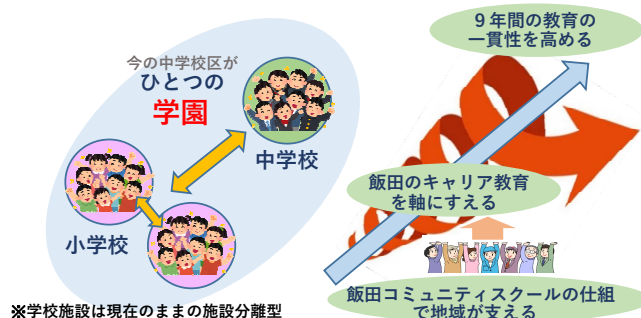 今の中学校区が
ひとつの
学園
中学校
小学校
※学校施設は現在のままの施設分離型
９年間の教育の
一貫性を高める
飯田のキャリア教育
を軸にすえる
飯田コミュニティスクールの仕組
で地域が支える